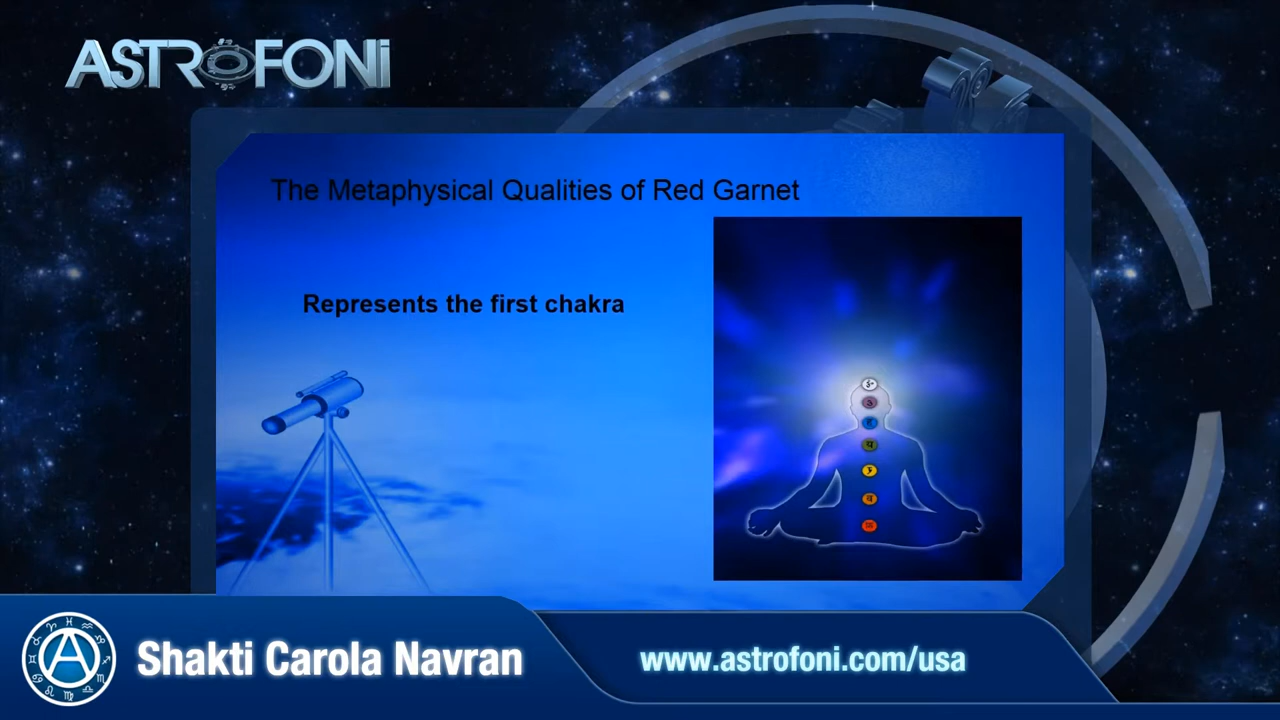 ASTROFONi
The Metaphysical Qualities of Red Garnet
Represents the first chakra
Shakti Carola Navran
www.astrofoni.com/usa